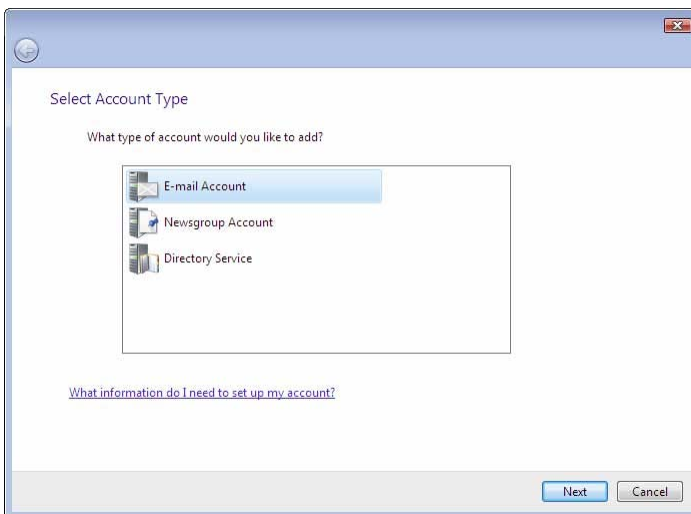 Select Account Type
What type of account would you like to add?
E-mail Account
Newsgroup Account
Directory Service
What information do I need to set up my account?
Next
Cancel